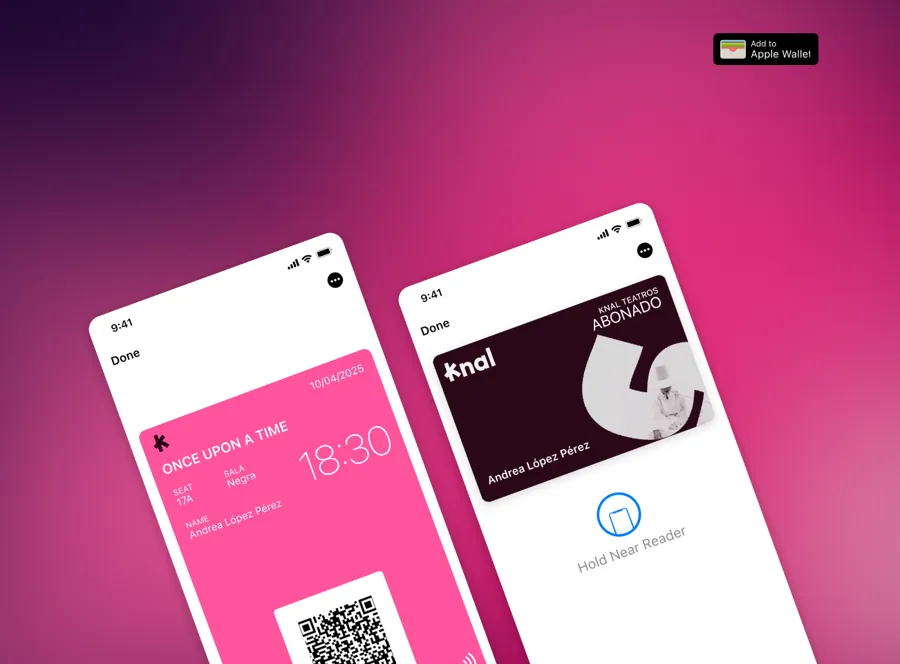 Add to
Apple Wallet
9:41
Done
10/04/2025
k
ONCE UPON A TIME
SEAT
17A
SALA
Negra
18:30
NAME
Andrea López Pérez
9:41
Done
KNAL TEATROS
ABONADO
knal
Andrea López Pérez
Hold Near Reader